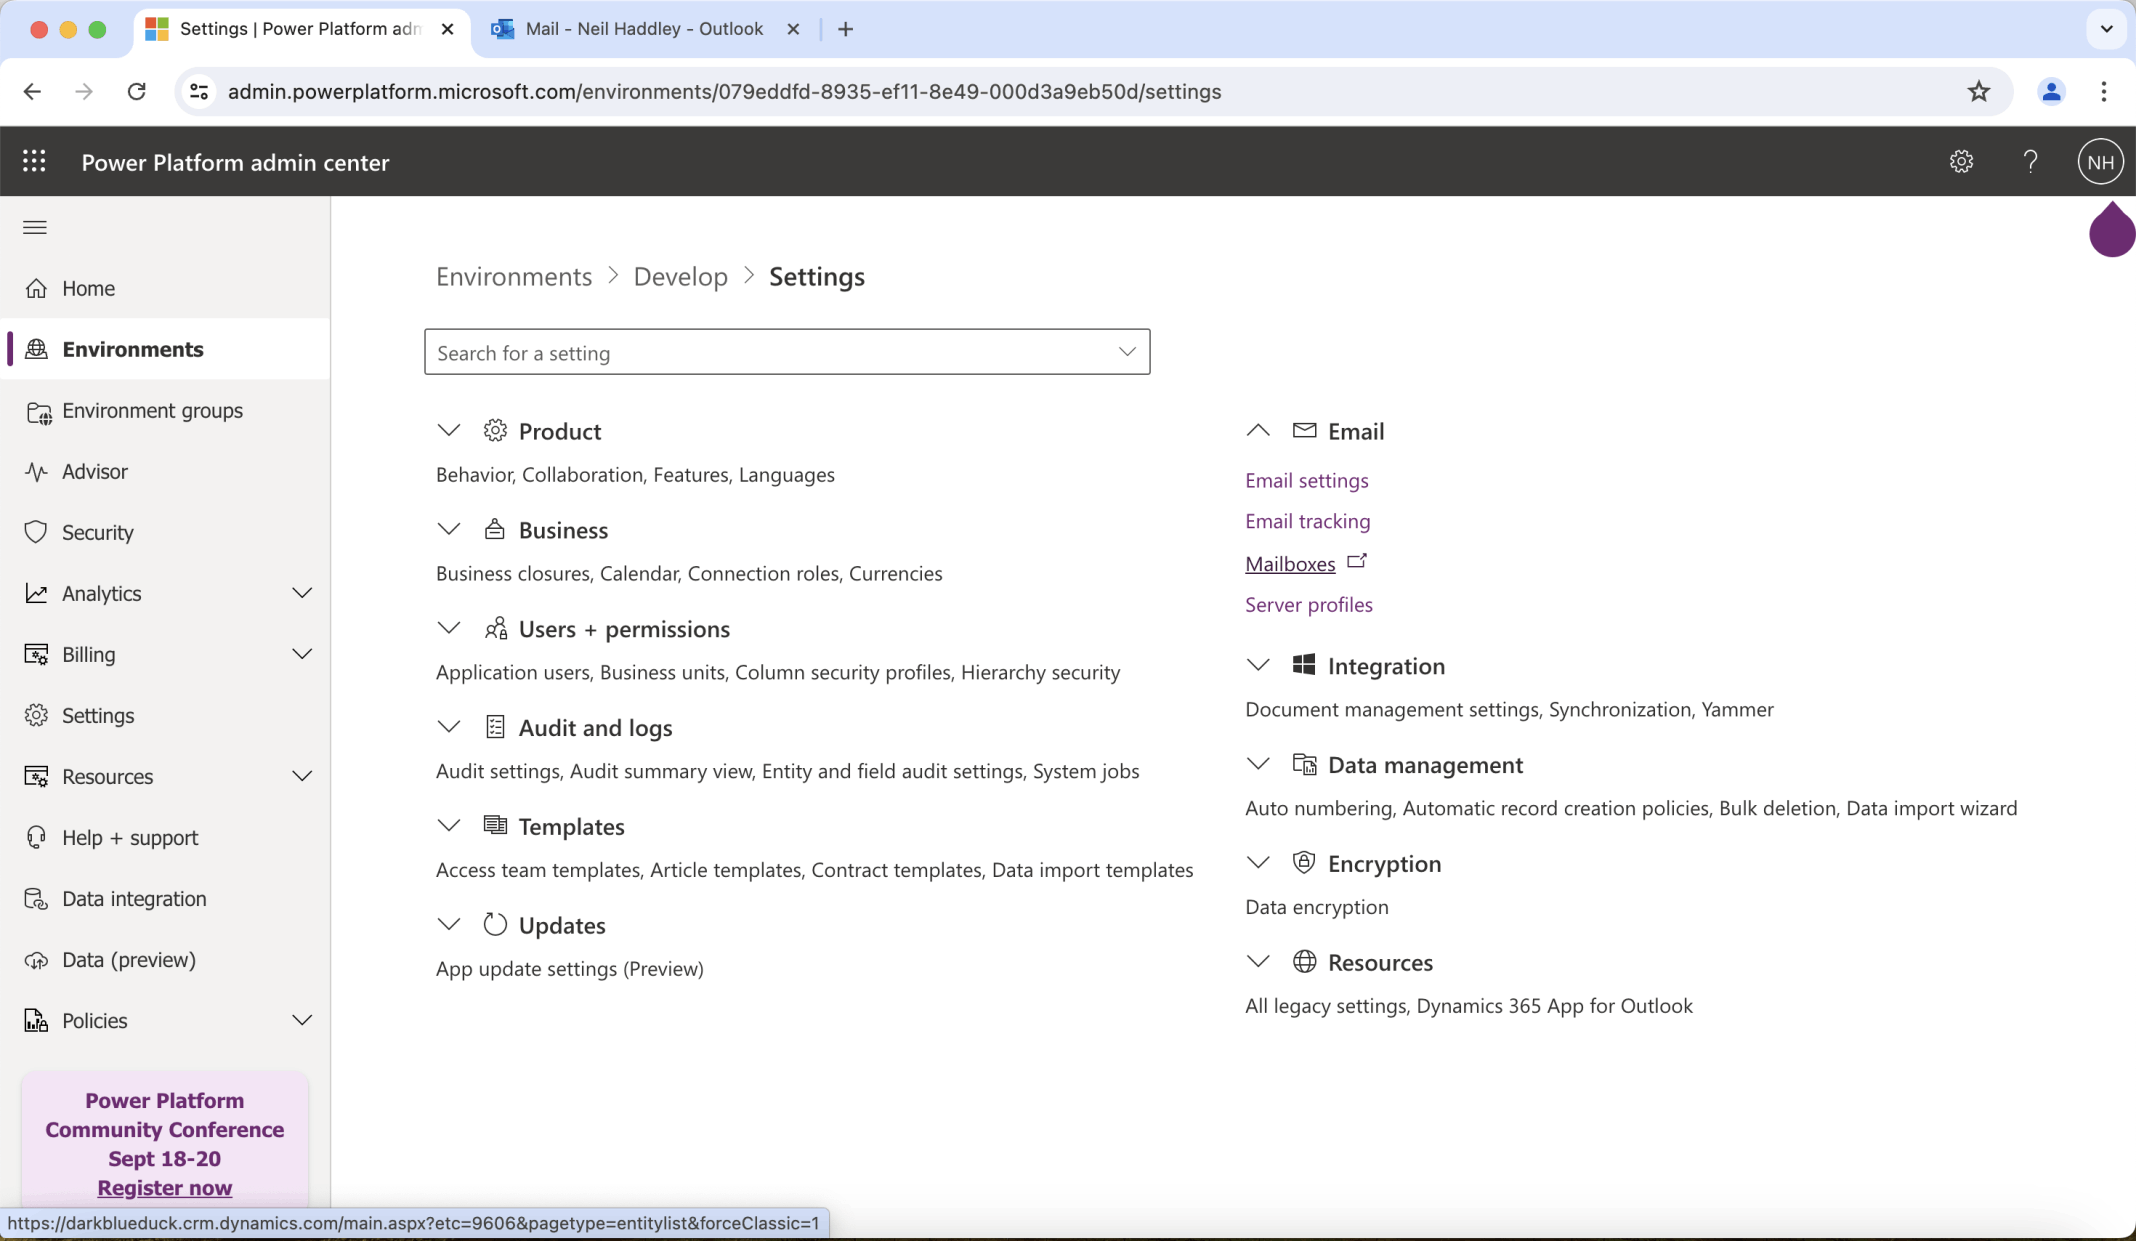 Settings | Power Platform adm
Mail - Neil Haddley - Outlook
admin.powerplatform.microsoft.com/environments/079eddfd-8935-ef11-8e49-000d3a9eb50d/settings
Power Platform admin center
NH
Home
Environments
Environment groups
Advisor
Security
Analytics
Billing
Settings
Resources
Help + support
Data integration
Data (preview)
Policies
Power Platform
Community Conference
Sept 18-20
Register now
Environments > Develop > Settings
Search for a setting
Product
Behavior, Collaboration, Features, Languages
Business
Business closures, Calendar, Connection roles, Currencies
Users + permissions
Application users, Business units, Column security profiles, Hierarchy security
Audit and logs
Audit settings, Audit summary view, Entity and field audit settings, System jobs
Templates
Access team templates, Article templates, Contract templates, Data import templates
Updates
App update settings (Preview)
Email
Email settings
Email tracking
Mailboxes
Server profiles
Integration
Document management settings, Synchronization, Yammer
Data management
Auto numbering, Automatic record creation policies, Bulk deletion, Data import wizard
Encryption
Data encryption
Resources
All legacy settings, Dynamics 365 App for Outlook
https://darkblueduck.crm.dynamics.com/main.aspx?etc=9606&pagetype=entitylist&forceClassic=1